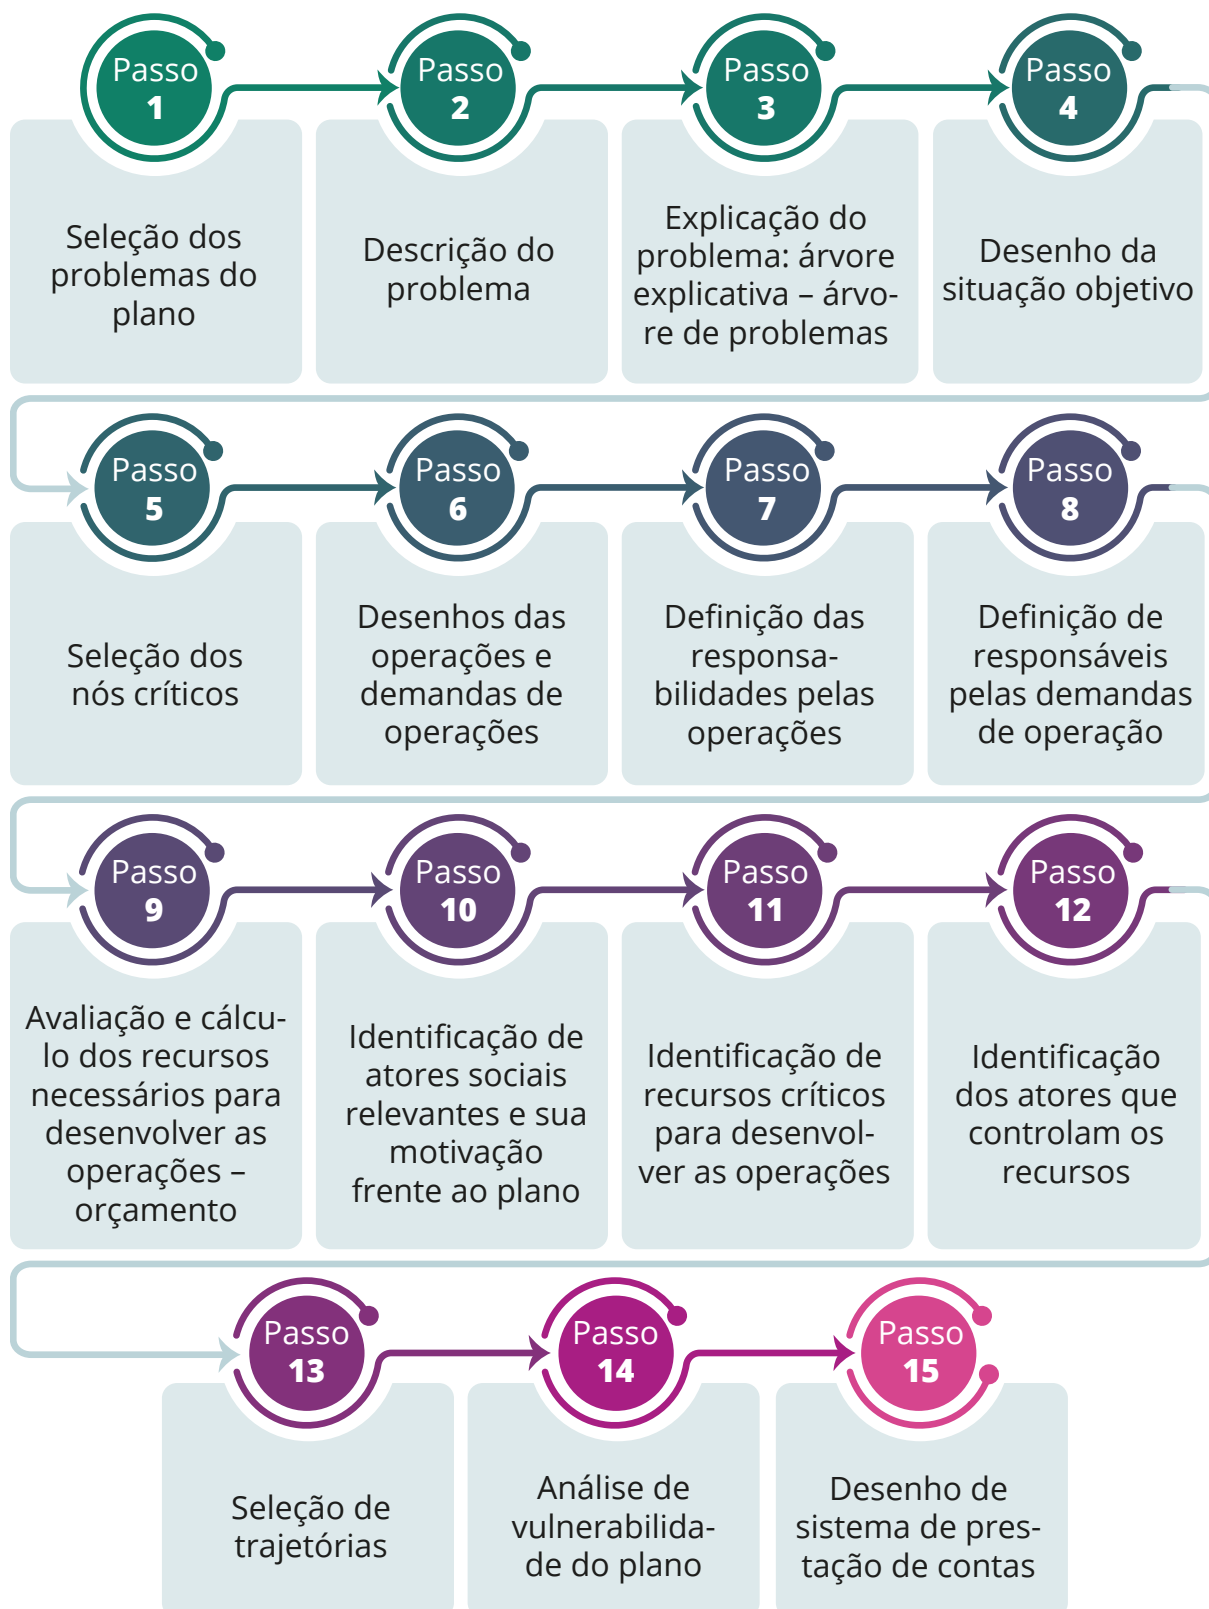 Passo
1
Seleção dos
problemas do
plano
Passo
2
Descrição do
problema
Passo
3
Explicação do
problema: árvore
explicativa – árvo-
re de problemas
Passo
4
Desenho da
situação objetivo
Passo
5
Seleção dos
nós críticos
Passo
6
Desenhos das
operações e
demandas de
operações
Passo
7
Definição das
responsa-
bilidades pelas
operações
Passo
8
Definição de
responsáveis
pelas demandas
de operação
Passo
9
Avaliação e cálcu-
lo dos recursos
necessários para
desenvolver as
operações –
orçamento
Passo
10
Identificação de
atores sociais
relevantes e sua
motivação
frente ao plano
Passo
11
Identificação de
recursos críticos
para desenvol-
ver as operações
Passo
12
Identificação
dos atores que
controlam os
recursos
Passo
13
Seleção de
trajetórias
Passo
14
Análise de
vulnerabilida-
de do plano
Passo
15
Desenho de
sistema de pres-
tação de contas